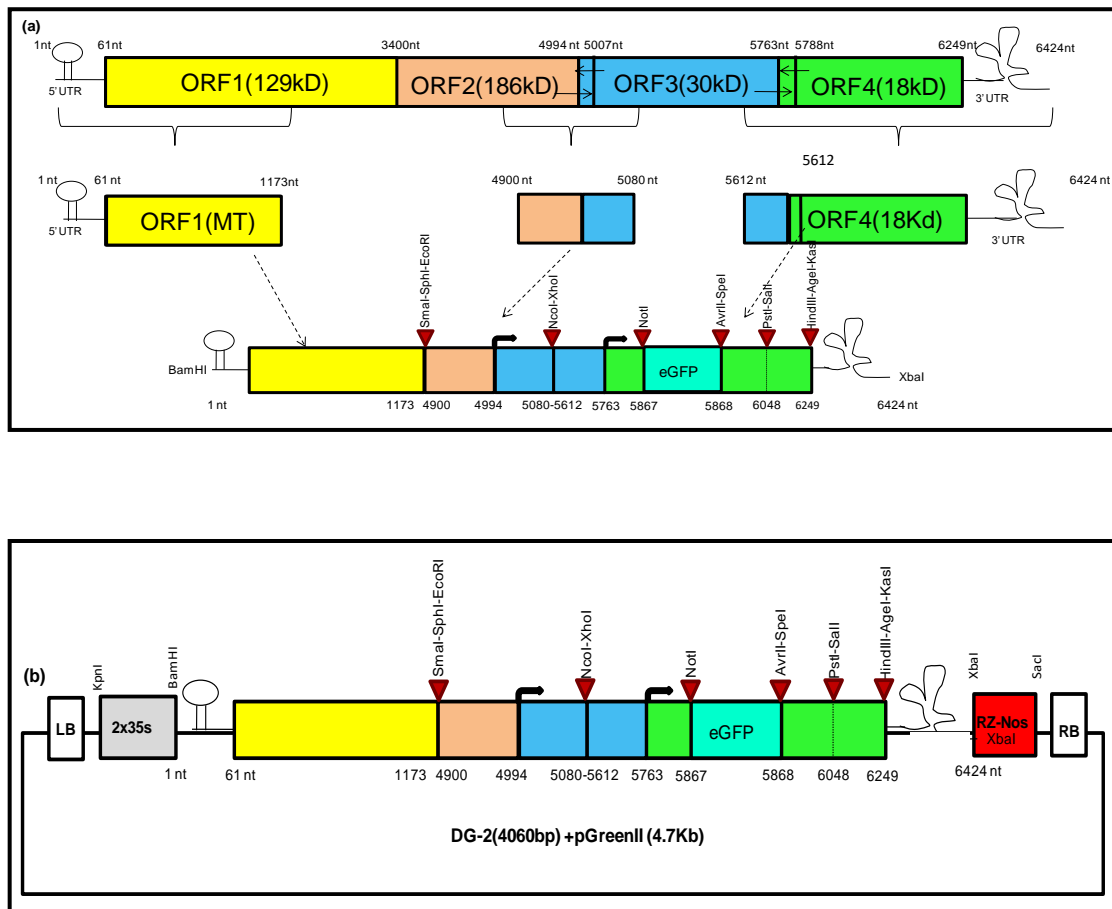 (a)
1nt 61nt 3400nt 4994 nt 5007nt 5763nt 5788nt 6249nt 6424nt
5' UTR ORF1(129kD) ORF2(186kD) ORF3(30kD) ORF4(18kD) 3' UTR
5612
1 nt 61 nt 1173nt 4900 nt 5080 nt 5612 nt 6424 nt
5' UTR ORF1(MT) ORF4(18Kd) 3' UTR
SmaI-SphI-EcoRI NcoI-XhoI NotI AvrII-SpeI PstI-SalI HindIII-AgeI-KasI
BamHI eGFP XbaI
1 nt 1173 4900 4994 5080-5612 5763 5867 5868 6048 6249 6424 nt
(b)
KpnI BamHI SmaI-SphI-EcoRI NcoI-XhoI NotI AvrII-SpeI PstI-SalI HindIII-AgeI-KasI XbaI SacI
LB 2x35s eGFP RZ-Nos RB
XbaI
1 nt 61 nt 1173 4900 4994 5080-5612 5763 5867 5868 6048 6249 6424 nt
DG-2(4060bp) +pGreenII (4.7Kb)